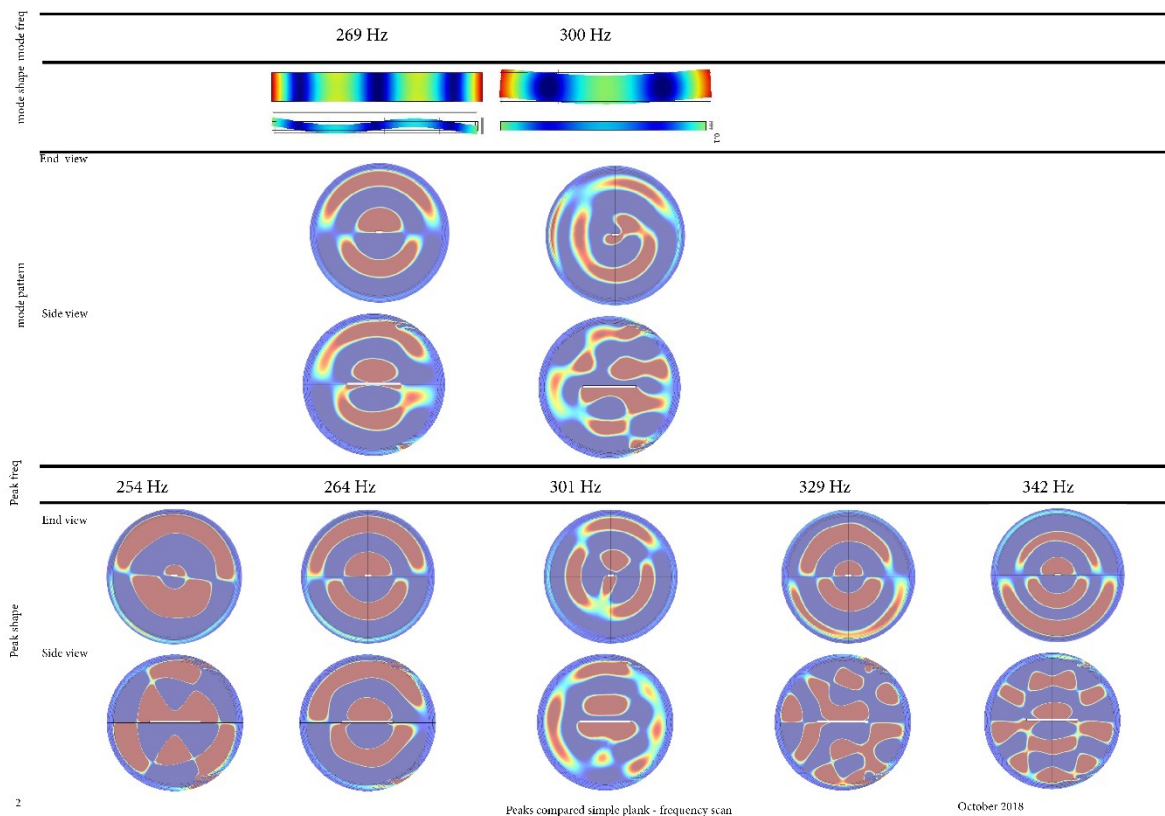 mode freq
269 Hz 300 Hz
mode shape
0.1
mode pattern
End view
Side view
Peak freq
254 Hz 264 Hz 301 Hz 329 Hz 342 Hz
Peak shape
End view
Side view
2 Peaks compared simple plank - frequency scan October 2018